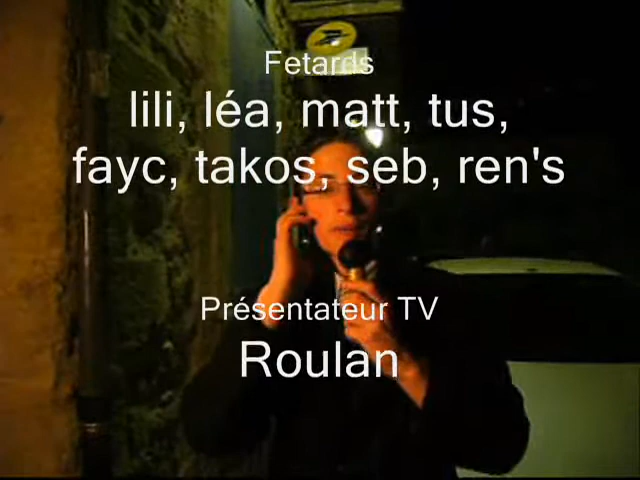 Fetards
lili, léa, matt, tus,
fayc, takos, seb, ren's
Présentateur TV
Roulan